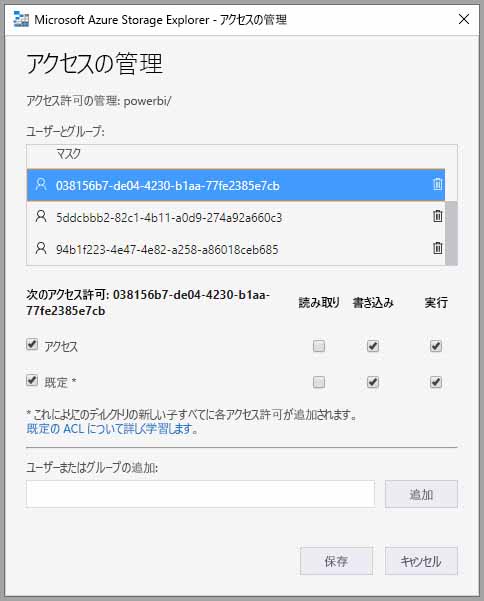 Microsoft Azure Storage Explorer - アクセスの管理
アクセスの管理
アクセス許可の管理: powerbi/
ユーザーとグループ:
マスク
038156b7-de04-4230-b1aa-77fe2385e7cb
5ddcbbb2-82c1-4b11-a0d9-274a92a660c3
94b1f223-4e47-4e82-a258-a86018ceb685
次のアクセス許可: 038156b7-de04-4230-b1aa-
77fe2385e7cb
読み取り 書き込み 実行
アクセス
既定 *
* これによりこのディレクトリの新しい子すべてに各アクセス許可が追加されます。
既定の ACL について詳しく学習します。
ユーザーまたはグループの追加:
追加
保存 キャンセル